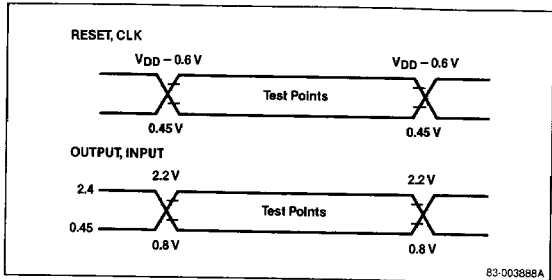 RESET, CLK
VDD – 0.6 V VDD – 0.6 V
Test Points
0.45 V 0.45 V
OUTPUT, INPUT
2.2 V 2.2 V
2.4
Test Points
0.45
0.8 V 0.8 V
83-003888A